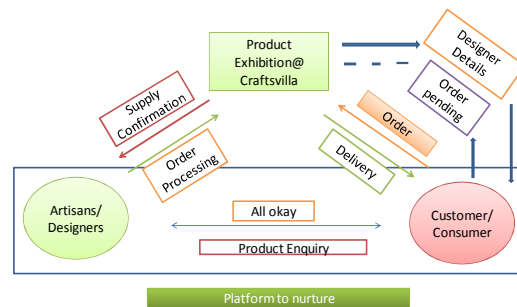 Product
Exhibition@
Craftsvilla
Designer
Details
Order
pending
Supply
Confirmation
Order
Order
Processing
Delivery
Artisans/
Designers
All okay
Customer/
Consumer
Product Enquiry
Platform to nurture